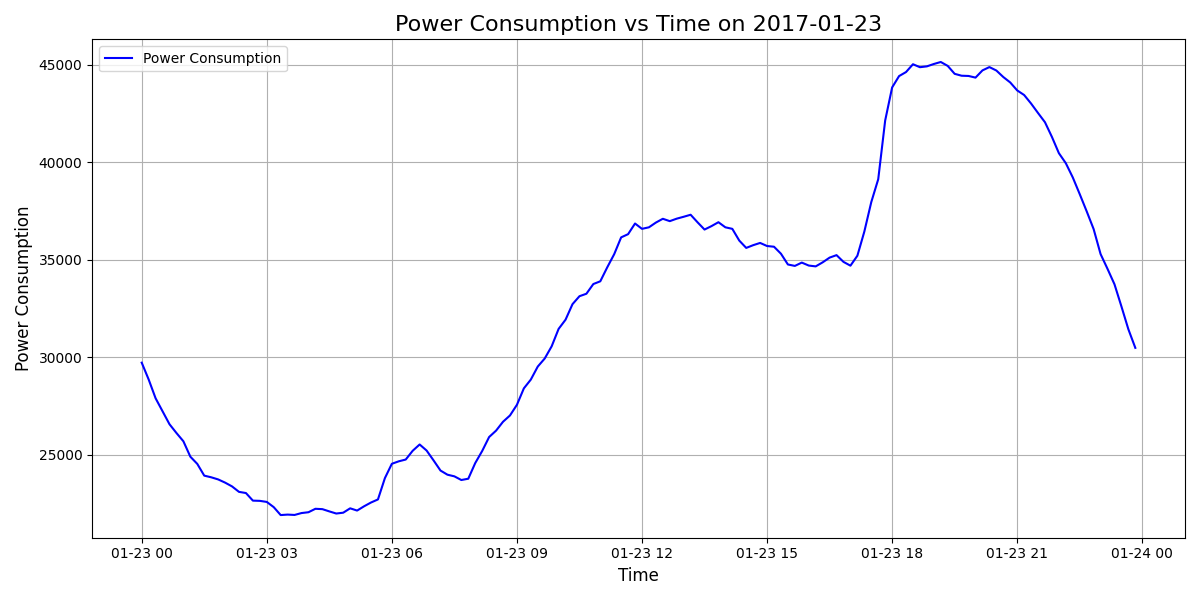 Power Consumption vs Time on 2017-01-23
Power Consumption
45000
40000
35000
30000
25000
Power Consumption
01-23 00 01-23 03 01-23 06 01-23 09 01-23 12 01-23 15 01-23 18 01-23 21 01-24 00
Time